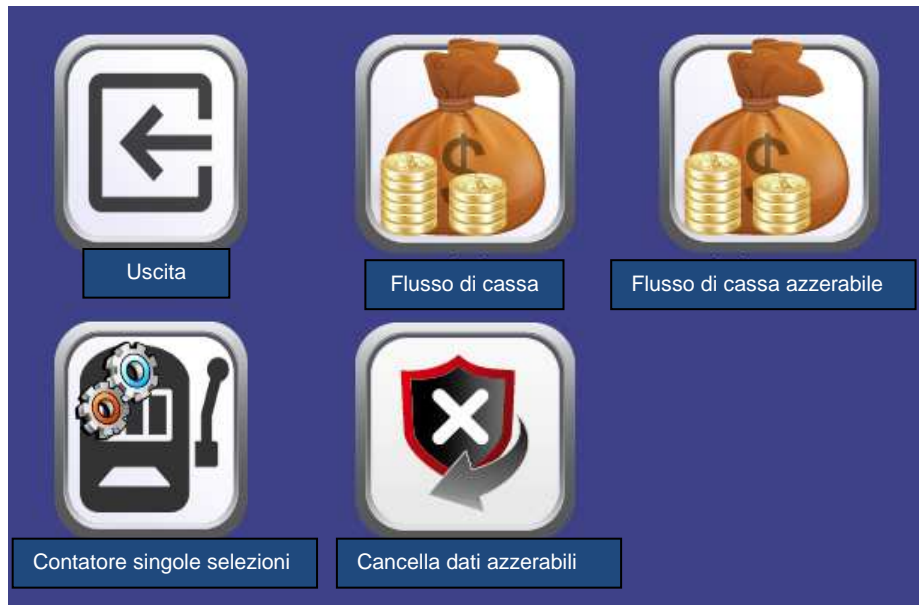 Uscita
Flusso di cassa
Flusso di cassa azzerabile
Contatore singole selezioni
Cancella dati azzerabili